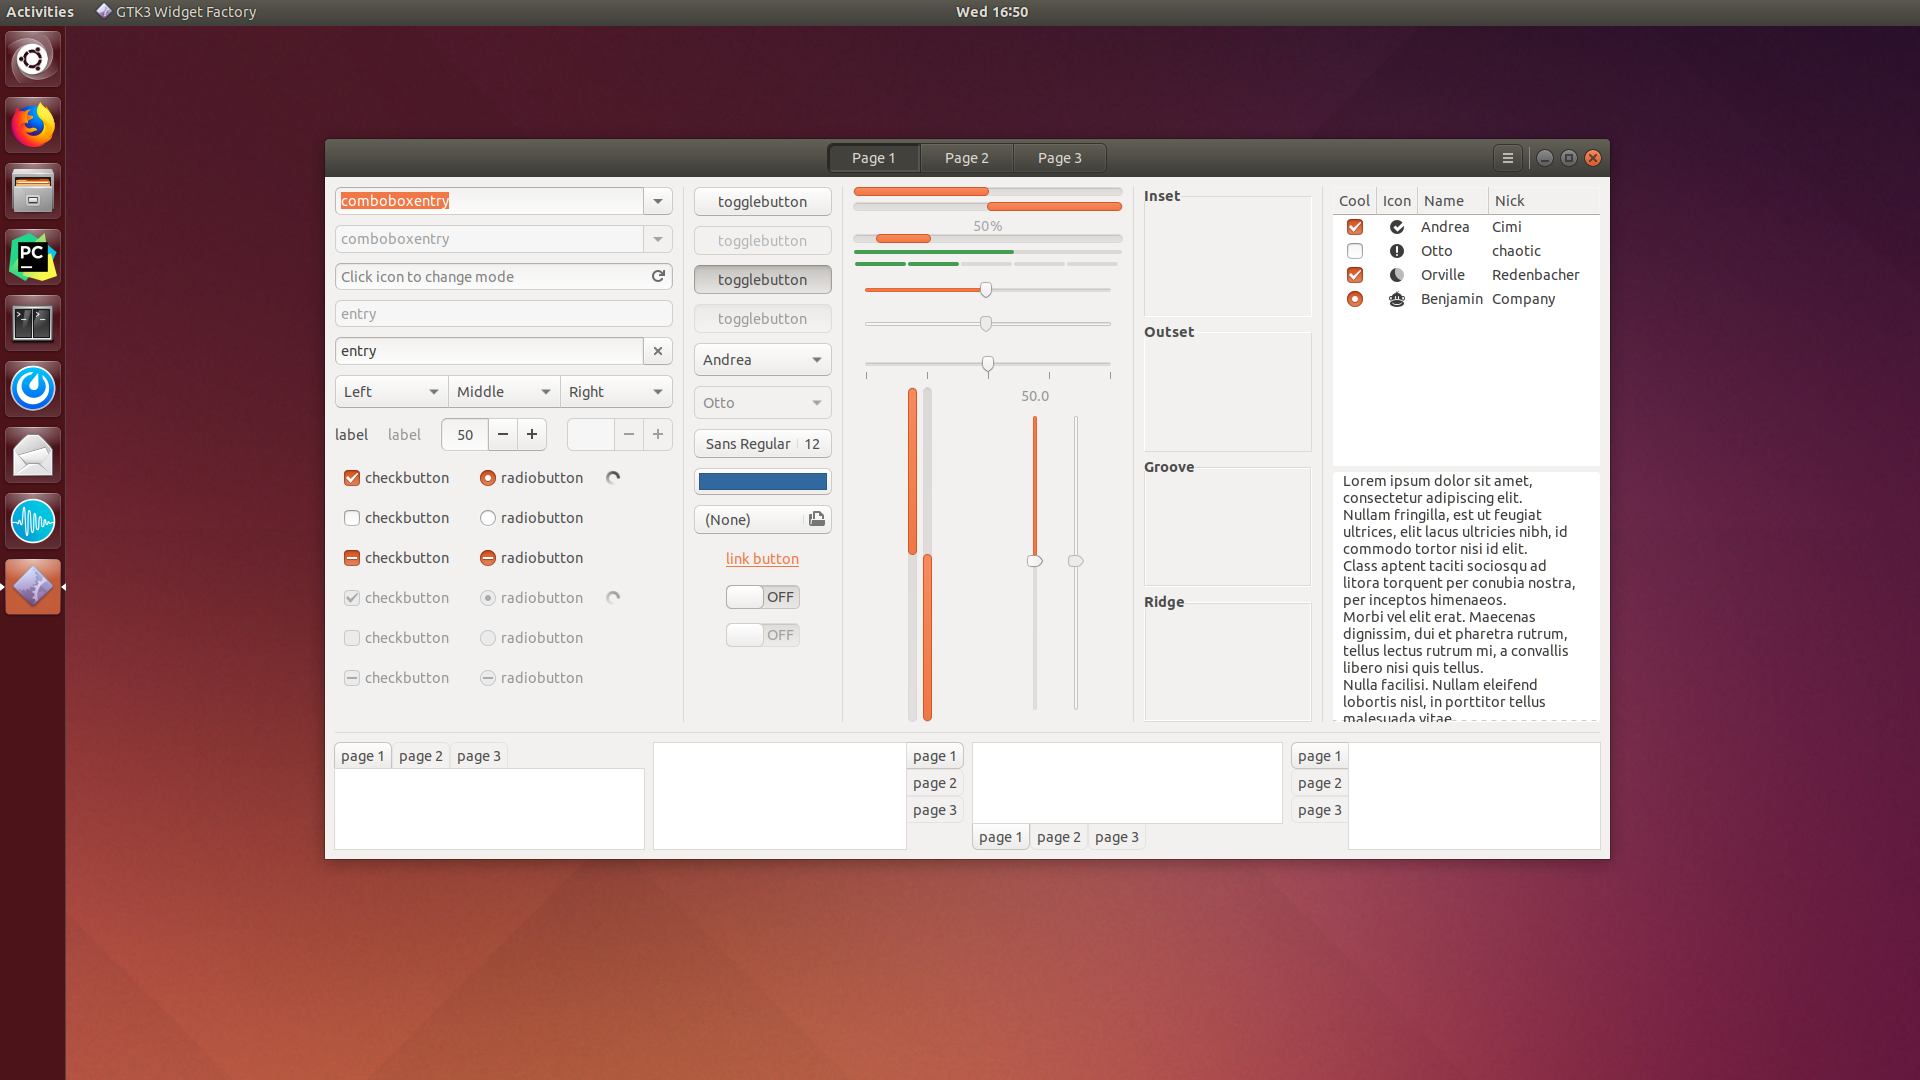 Activities GTK3 Widget Factory Wed 16:50
Page 1 Page 2 Page 3
comboboxentry
comboboxentry
Click icon to change mode
entry
entry
Left Middle Right
label label 50
checkbutton radiobutton
checkbutton radiobutton
checkbutton radiobutton
checkbutton radiobutton
checkbutton radiobutton
checkbutton radiobutton
togglebutton
togglebutton
togglebutton
togglebutton
Andrea
Otto
Sans Regular 12
(None)
link button
OFF
OFF
50%
50.0
Inset
Outset
Groove
Ridge
Cool Icon Name Nick
Andrea Cimi
Otto chaotic
Orville Redenbacher
Benjamin Company
Lorem ipsum dolor sit amet,
consectetur adipiscing elit.
Nullam fringilla, est ut feugiat
ultrices, elit lacus ultricies nibh, id
commodo tortor nisi id elit.
Class aptent taciti sociosqu ad
litora torquent per conubia nostra,
per inceptos himenaeos.
Morbi vel elit erat. Maecenas
dignissim, dui et pharetra rutrum,
tellus lectus rutrum mi, a convallis
libero nisi quis tellus.
Nulla facilisi. Nullam eleifend
lobortis nisl, in porttitor tellus
malesuada vitae.
page 1 page 2 page 3
page 1
page 2
page 3
page 1 page 2 page 3
page 1
page 2
page 3
PC